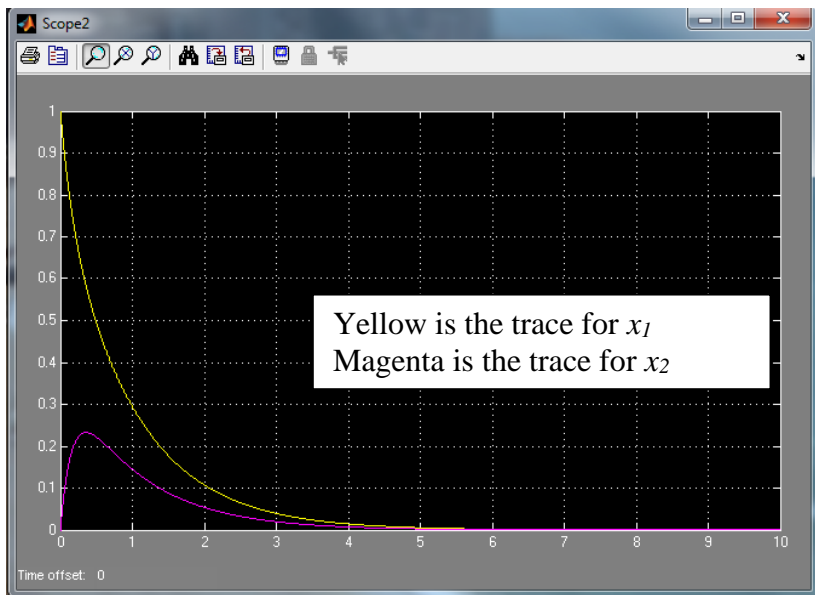 Scope2
1
0.9
0.8
0.7
0.6
0.5
0.4
0.3
0.2
0.1
0
Yellow is the trace for x1
Magenta is the trace for x2
0 1 2 3 4 5 6 7 8 9 10
Time offset: 0